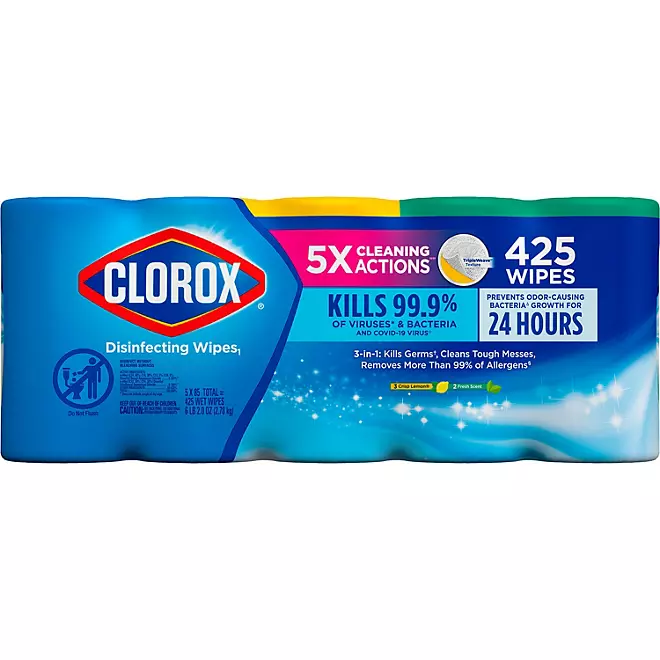 CLOROX®
Disinfecting Wipes₁
Do Not Flush
5 X 85 TOTAL =
425 WET WIPES
6 LB 2.0 OZ (2.78 kg)
KEEP OUT OF REACH OF CHILDREN.
CAUTION:
5X CLEANING
ACTIONS
TripleWeave™
Texture
425
WIPES
KILLS 99.9%
OF VIRUSES* & BACTERIA
AND COVID-19 VIRUS
PREVENTS ODOR-CAUSING
BACTERIA GROWTH FOR
24 HOURS
3-in-1: Kills Germs, Cleans Tough Messes,
Removes More Than 99% of Allergens
3 Crisp Lemon 2 Fresh Scent